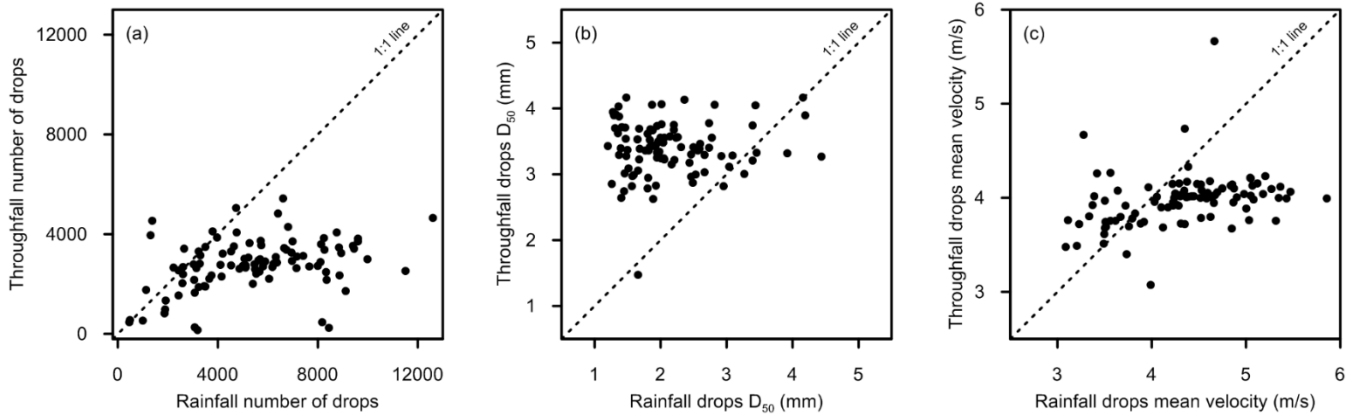 (a)
1:1 line
13000
8000
4000
0
0
4000
8000
12000
Throughfall number of drops
Rainfall number of drops
(b)
1:1 line
5
4
3
2
1
1
2
3
4
5
Throughfall drops D₅₀ (mm)
Rainfall drops D₅₀ (mm)
(c)
1:1 line
6
5
4
3
3
4
5
6
Throughfall drops mean velocity (m/s)
Rainfall drops mean velocity (m/s)